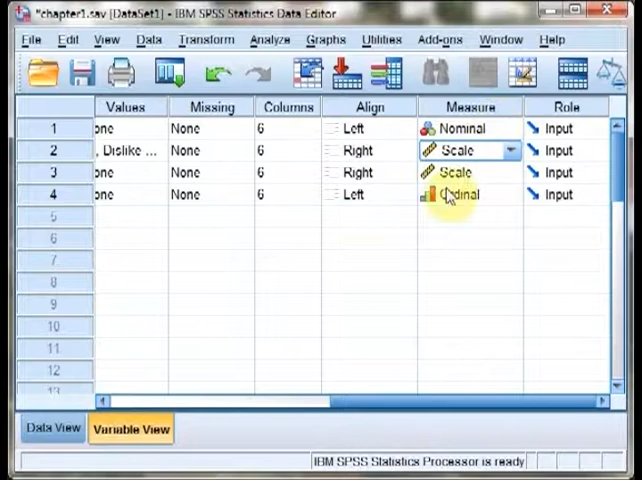 *chapter1.sav [DataSet1] - IBM SPSS Statistics Data Editor
File Edit View Data Transform Analyze Graphs Utilities Add-ons Window Help
Values Missing Columns Align Measure Role
1 one None 6 Left Nominal Input
2 , Dislike ... None 6 Right Scale Input
3 one None 6 Right Scale Input
4 one None 6 Left Ordinal Input
5
6
7
8
9
10
11
12
13
Data View Variable View
IBM SPSS Statistics Processor is ready